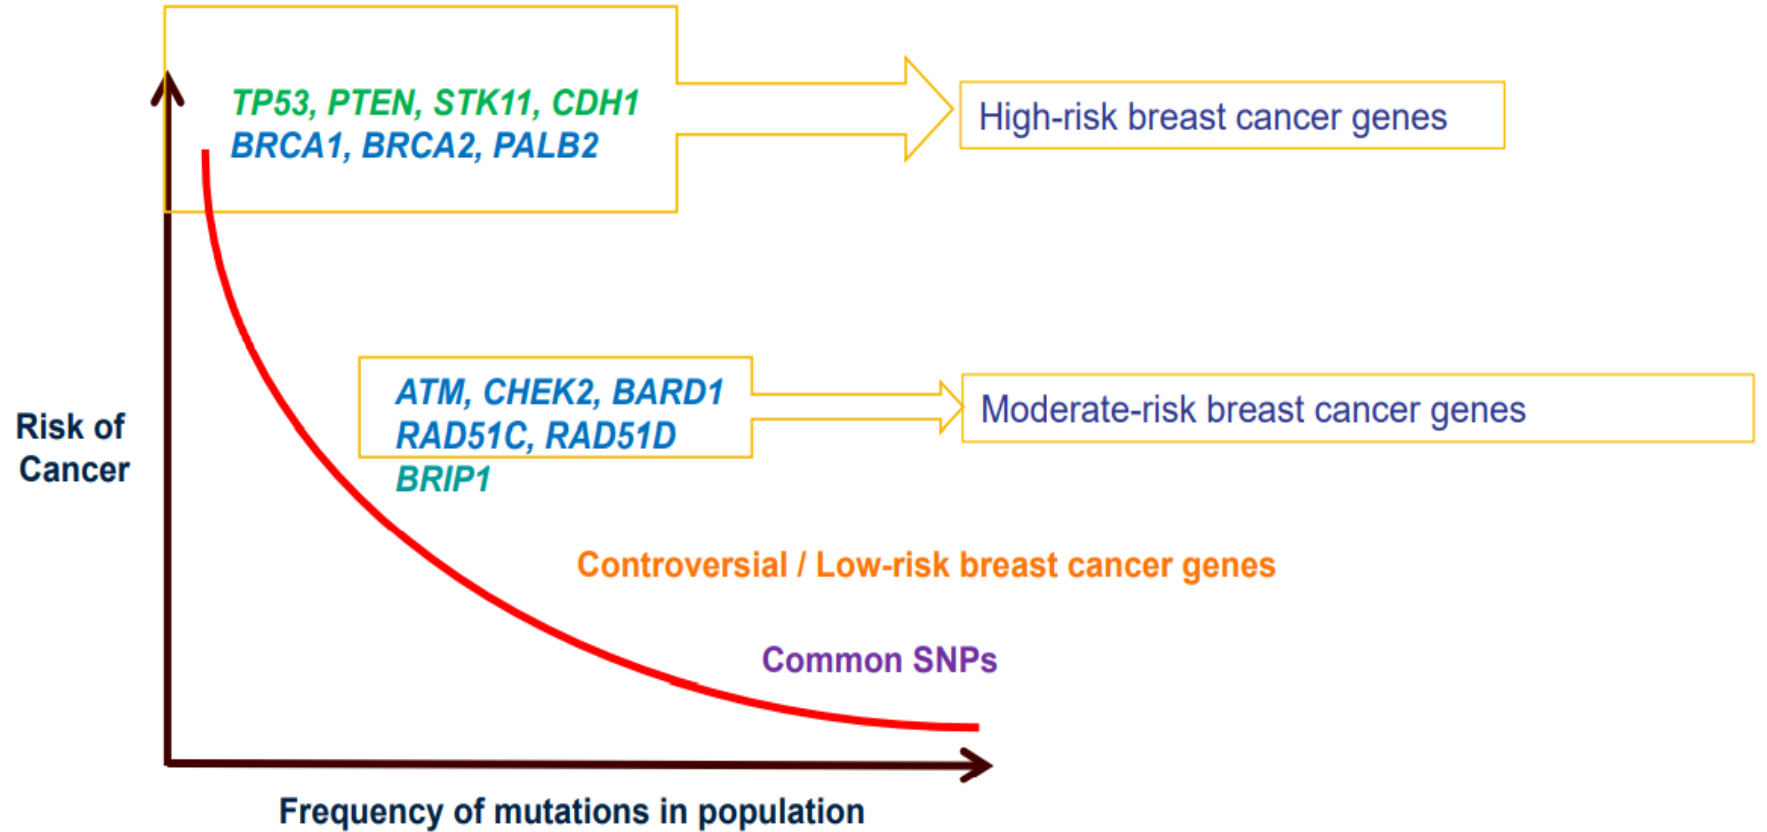 TP53, PTEN, STK11, CDH1
BRCA1, BRCA2, PALB2
High-risk breast cancer genes
ATM, CHEK2, BARD1
RAD51C, RAD51D
BRIP1
Moderate-risk breast cancer genes
Risk of
Cancer
Controversial / Low-risk breast cancer genes
Common SNPs
Frequency of mutations in population